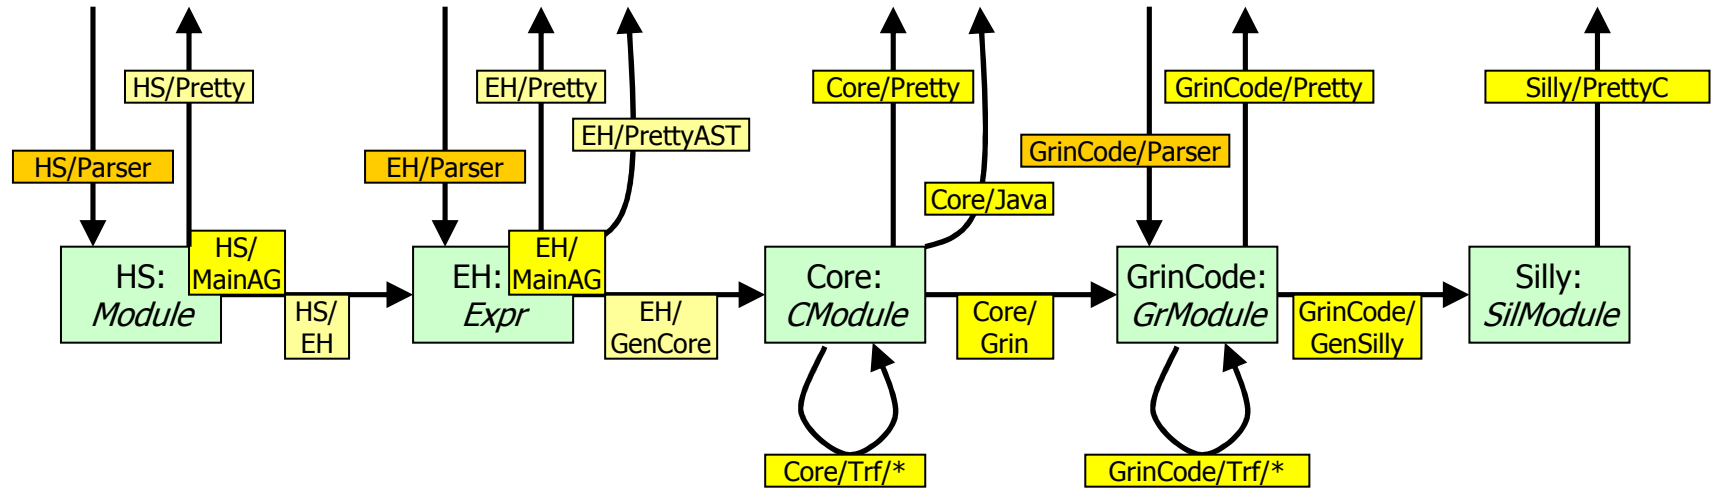 HS/Pretty
EH/Pretty
Core/Pretty
GrinCode/Pretty
Silly/PrettyC
EH/PrettyAST
HS/Parser
EH/Parser
GrinCode/Parser
Core/Java
HS:
Module
HS/
MainAG
HS/
EH
EH:
Expr
EH/
MainAG
EH/
GenCore
Core:
CModule
Core/
Grin
GrinCode:
GrModule
GrinCode/
GenSilly
Silly:
SilModule
Core/Trf/*
GrinCode/Trf/*